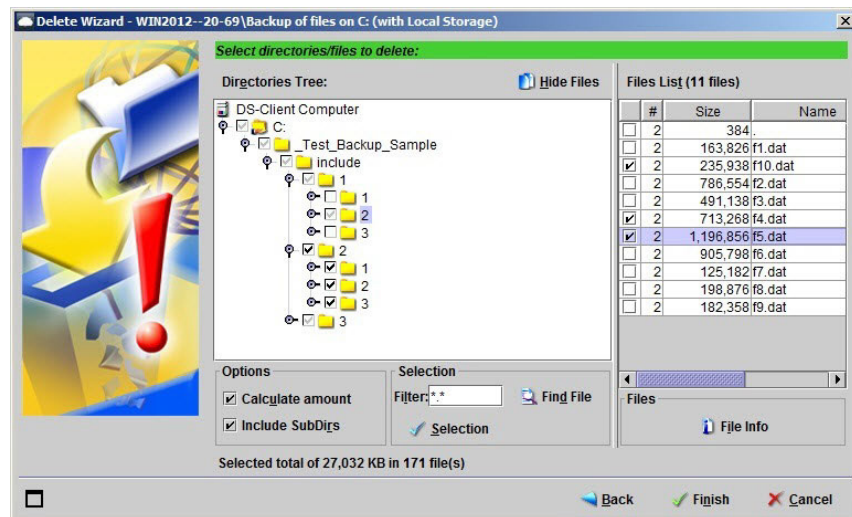 Delete Wizard - WIN2012--20-69\Backup of files on C: (with Local Storage)
Select directories/files to delete:
Directories Tree:
Hide Files
DS-Client Computer
C:
_Test_Backup_Sample
include
1
1
2
3
2
1
2
3
3
Files List (11 files)
# Size Name
2 384 .
2 163,826 f1.dat
2 235,938 f10.dat
2 786,554 f2.dat
2 491,138 f3.dat
2 713,268 f4.dat
2 1,196,856 f5.dat
2 905,798 f6.dat
2 125,182 f7.dat
2 198,876 f8.dat
2 182,358 f9.dat
Options
Calculate amount
Include SubDirs
Selection
Filter: *.*
Find File
Selection
Files
File Info
Selected total of 27,032 KB in 171 file(s)
Back Finish Cancel